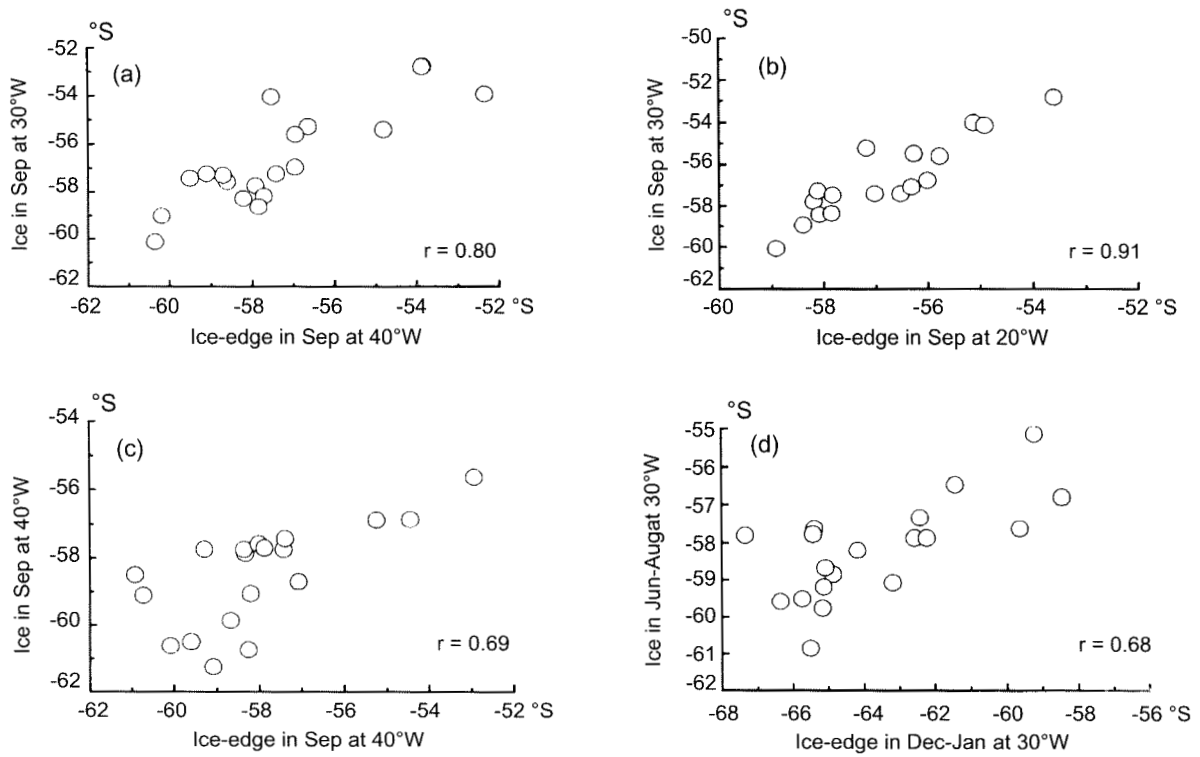 °S
-52
-54
-56
-58
-60
-62
Ice in Sep at 30°W
(a)
r = 0.80
-60 -58 -56 -54 -52 °S
Ice-edge in Sep at 40°W
°S
-50
-52
-54
-56
-58
-60
-62
Ice in Sep at 30°W
(b)
r = 0.91
-60 -58 -56 -54 -52 °S
Ice-edge in Sep at 20°W
°S
-54
-56
-58
-60
-62
Ice in Sep at 40°W
(c)
r = 0.69
-62 -60 -58 -56 -54 -52 °S
Ice-edge in Sep at 40°W
°S
-55
-56
-57
-58
-59
-60
-61
-62
Ice in Jun-Augat 30°W
(d)
r = 0.68
-68 -66 -64 -62 -60 -58 -56 °S
Ice-edge in Dec-Jan at 30°W